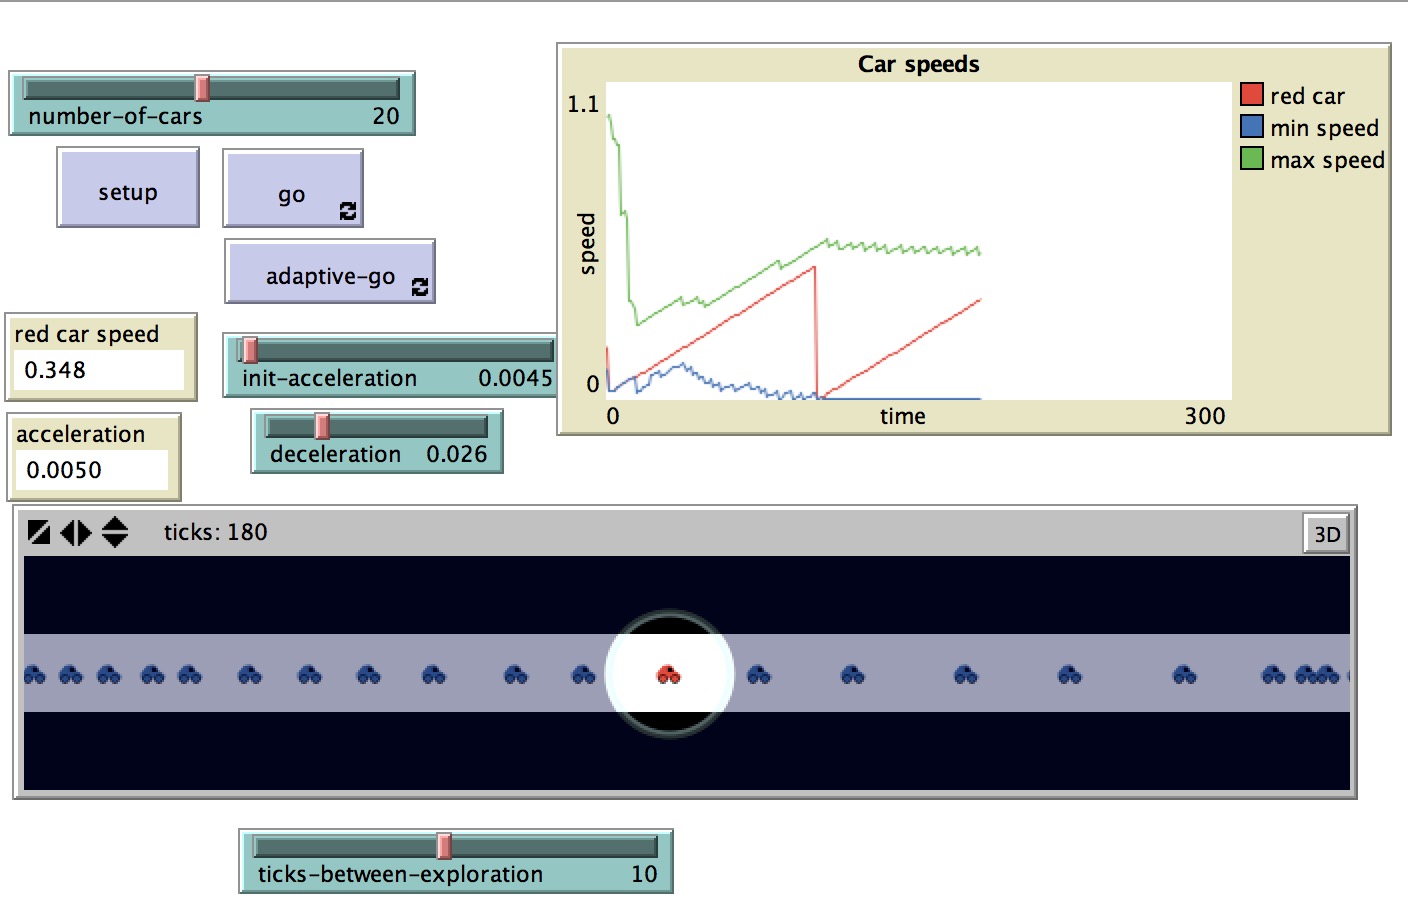 number-of-cars 20
setup
go
adaptive-go
red car speed
0.348
acceleration
0.0050
init-acceleration 0.0045
deceleration 0.026
Car speeds
1.1
speed
0
0 time 300
red car
min speed
max speed
ticks: 180
3D
ticks-between-exploration 10